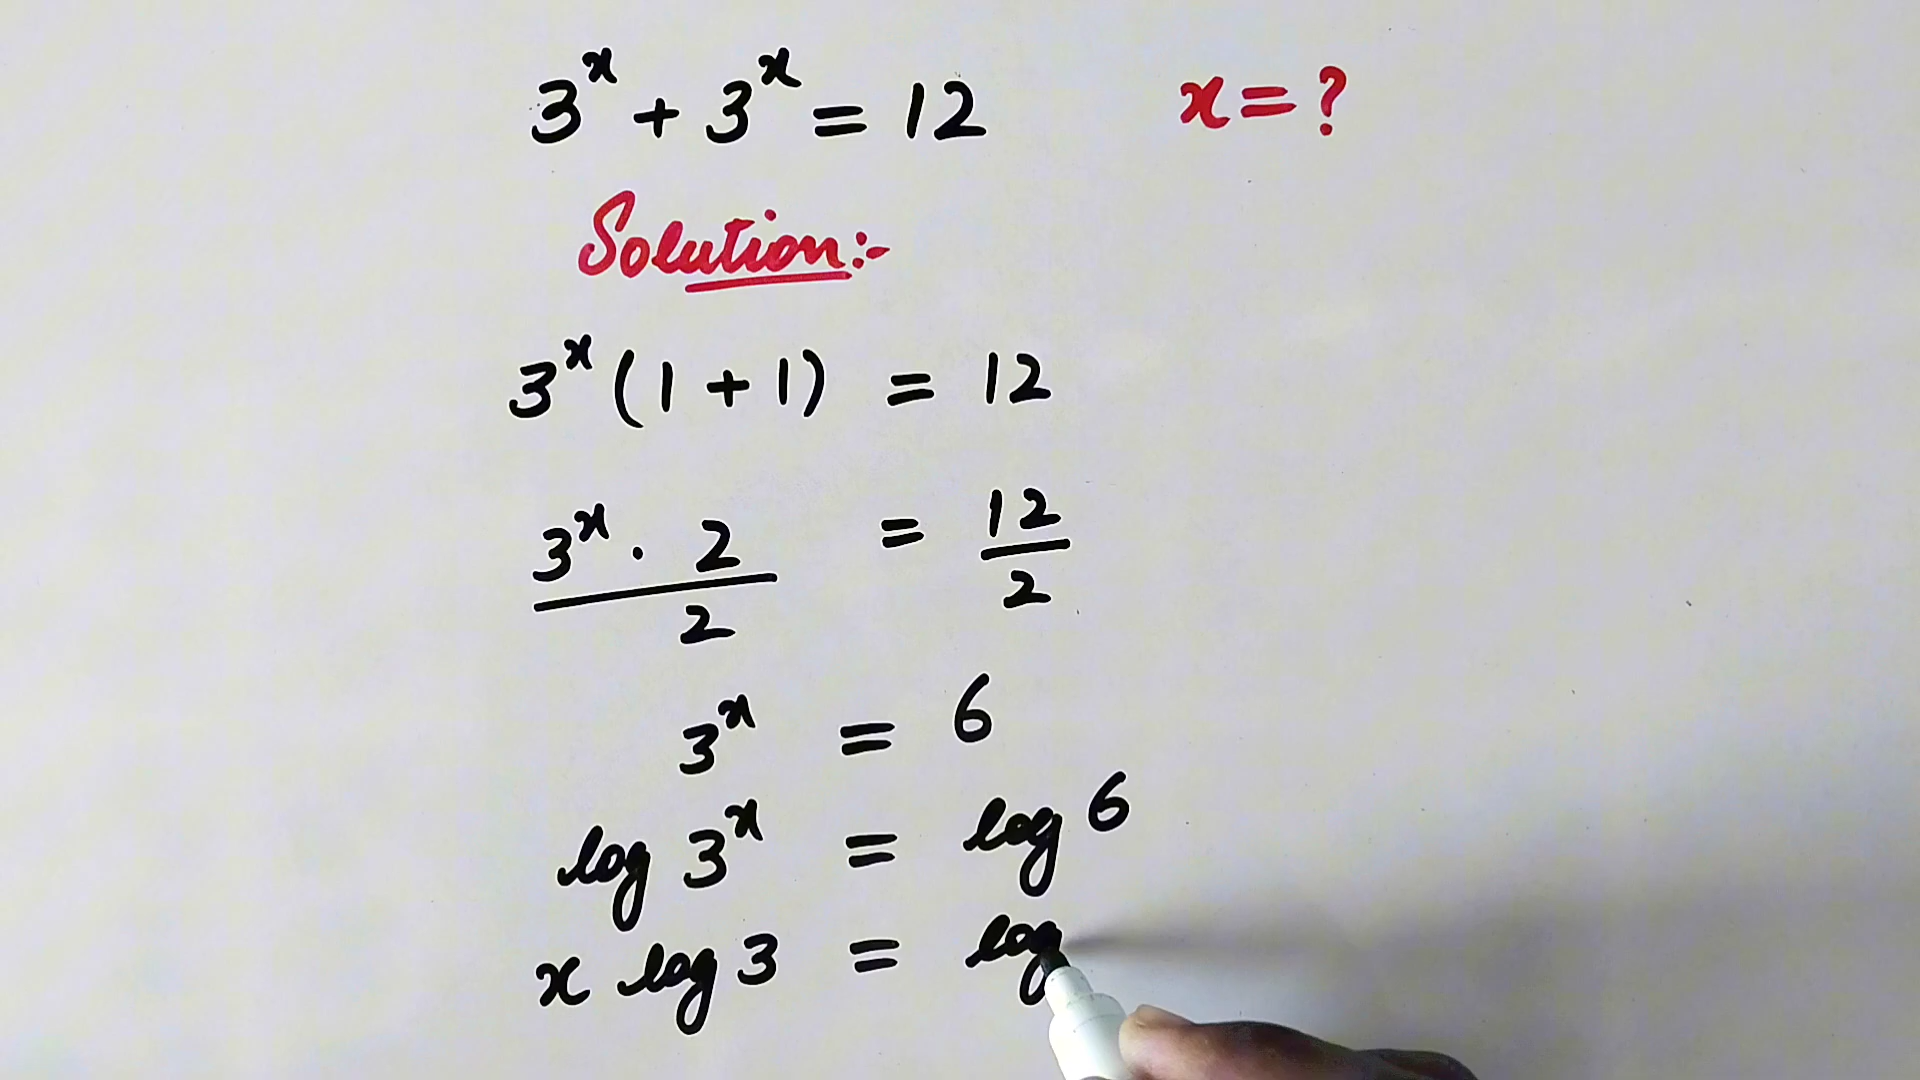 3^x + 3^x = 12 x = ?
Solution:-
3^x (1 + 1) = 12
3^x · 2 / 2 = 12 / 2
3^x = 6
log 3^x = log 6
x log 3 = log